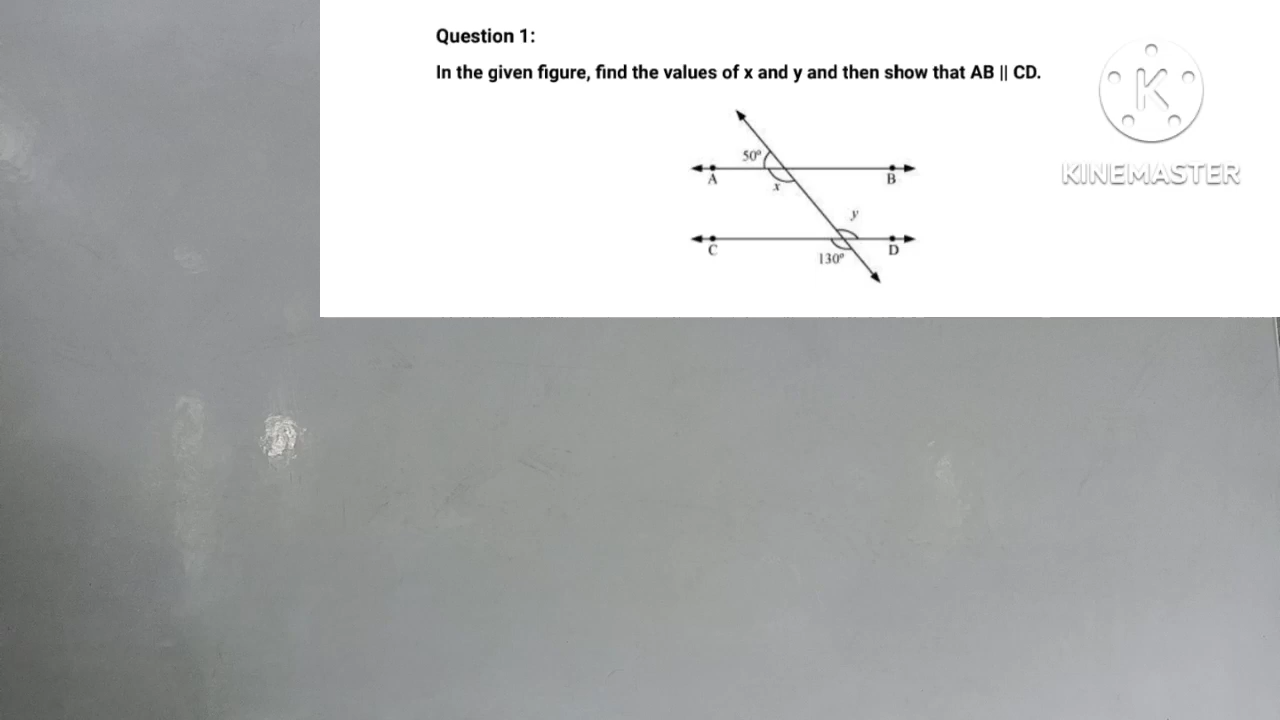 Question 1:
In the given figure, find the values of x and y and then show that AB || CD.
K
KINEMASTER
50°
A
B
x
y
C
D
130°